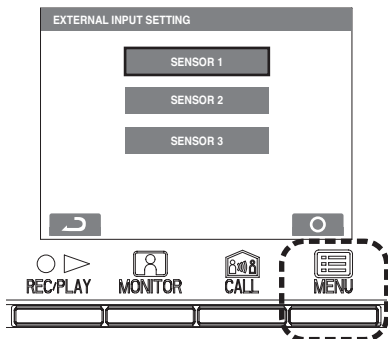 EXTERNAL INPUT SETTING
SENSOR 1
SENSOR 2
SENSOR 3
REC/PLAY MONITOR CALL MENU